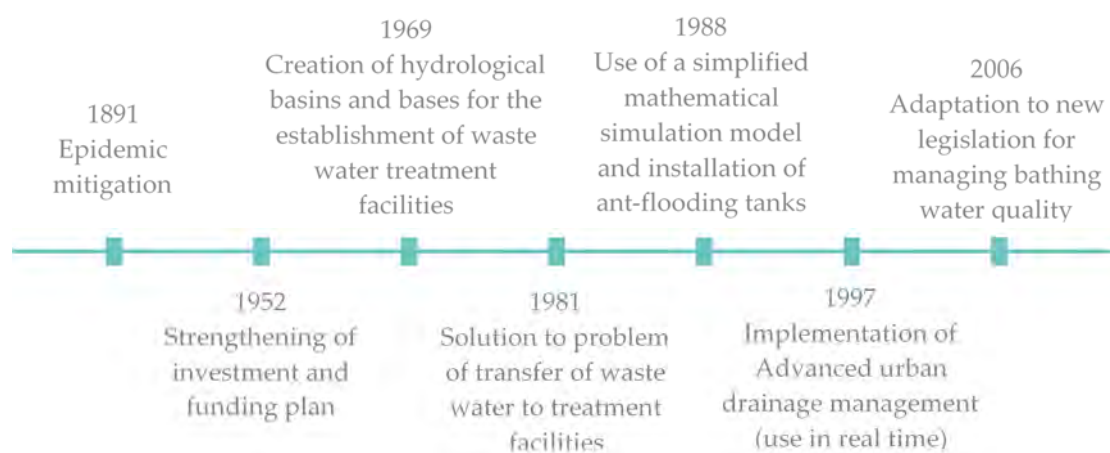 1891
Epidemic
mitigation
1952
Strengthening of
investment and
funding plan
1969
Creation of hydrological
basins and bases for the
establishment of waste
water treatment
facilities
1981
Solution to problem
of transfer of waste
water to treatment
facilities
1988
Use of a simplified
mathematical
simulation model
and installation of
ant-flooding tanks
1997
Implementation of
Advanced urban
drainage management
(use in real time)
2006
Adaptation to new
legislation for
managing bathing
water quality